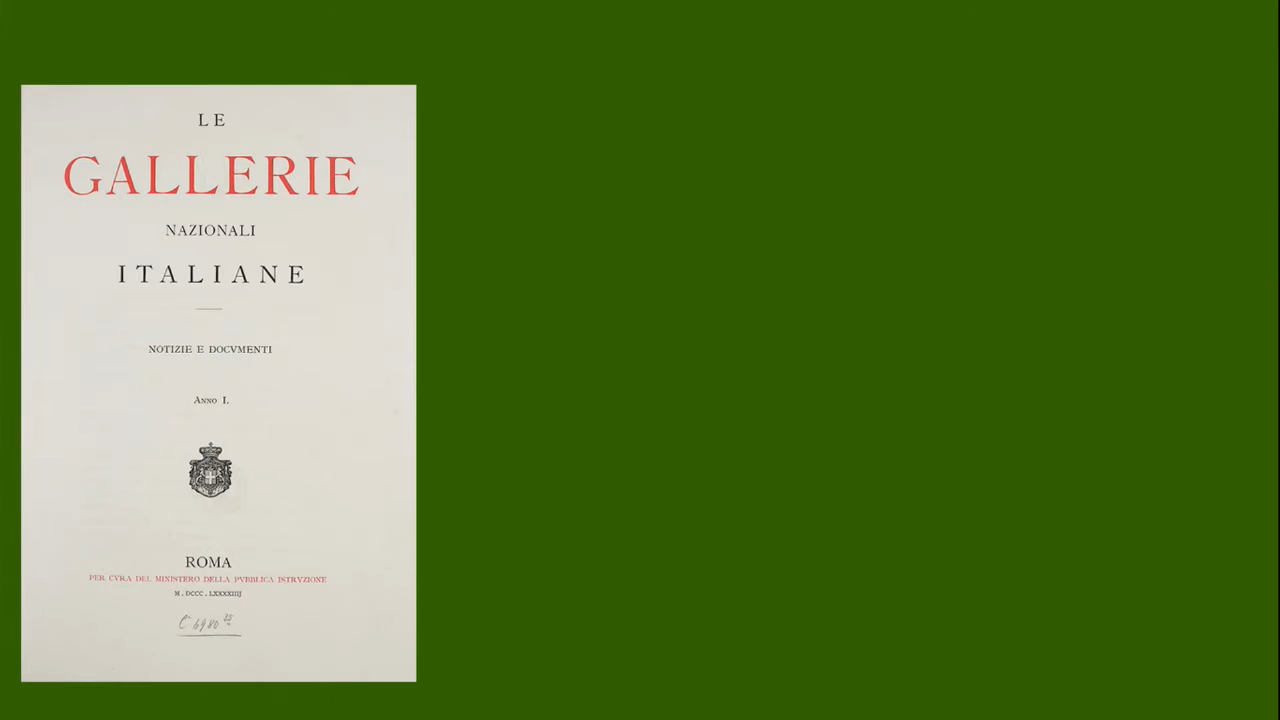 LE
GALLERIE
NAZIONALI
ITALIANE
NOTIZIE E DOCVMENTI
Anno I.
ROMA
PER CVRA DEL MINISTERO DELLA PVBBLICA ISTRVZIONE
M. DCCC. LXXXXIIIJ